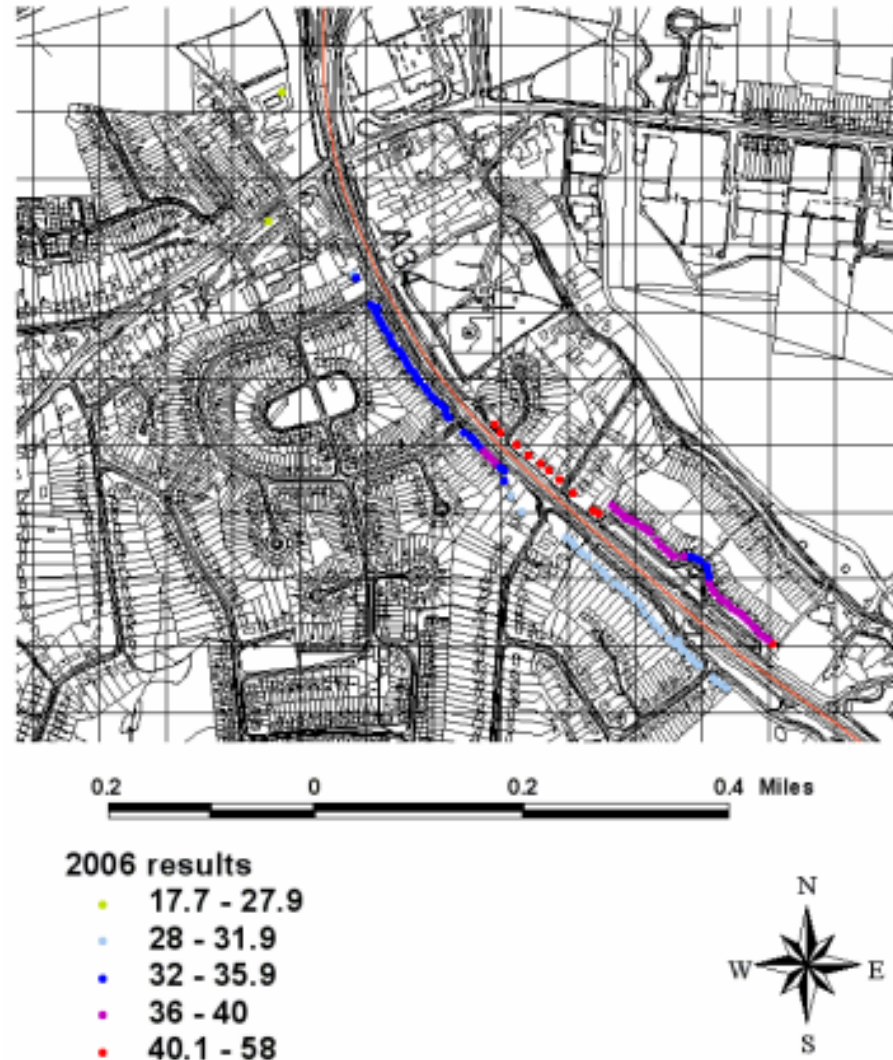 A34
0.2 0 0.2 0.4 Miles
2006 results
17.7 - 27.9
28 - 31.9
32 - 35.9
36 - 40
40.1 - 58
N
W E
S